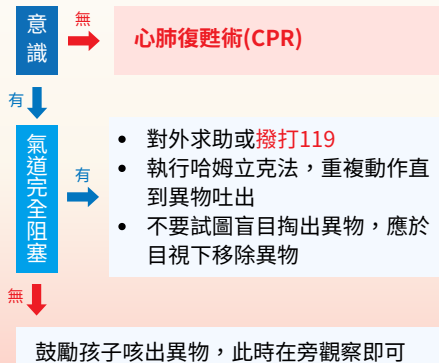 意識
無
心肺復甦術(CPR)
有
氣道完全阻塞
有
• 對外求助或撥打119
• 執行哈姆立克法，重複動作直
到異物吐出
• 不要試圖盲目掏出異物，應於
目視下移除異物
無
鼓勵孩子咳出異物，此時在旁觀察即可